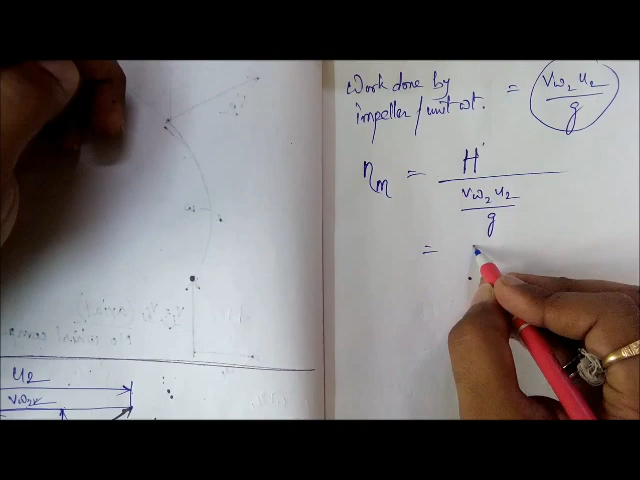 Work done by
impeller/unit wt. = Vw2 u2 / g
ηm = H / (Vw2 u2 / g)
=
u2
Vw2